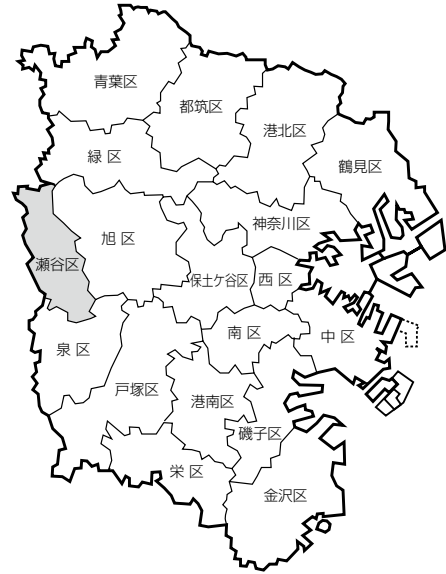 青葉区
都筑区
港北区
緑 区
鶴見区
神奈川区
旭 区
瀬谷区
保土ケ谷区
西 区
南 区
中 区
泉 区
戸塚区
港南区
磯子区
栄 区
金沢区